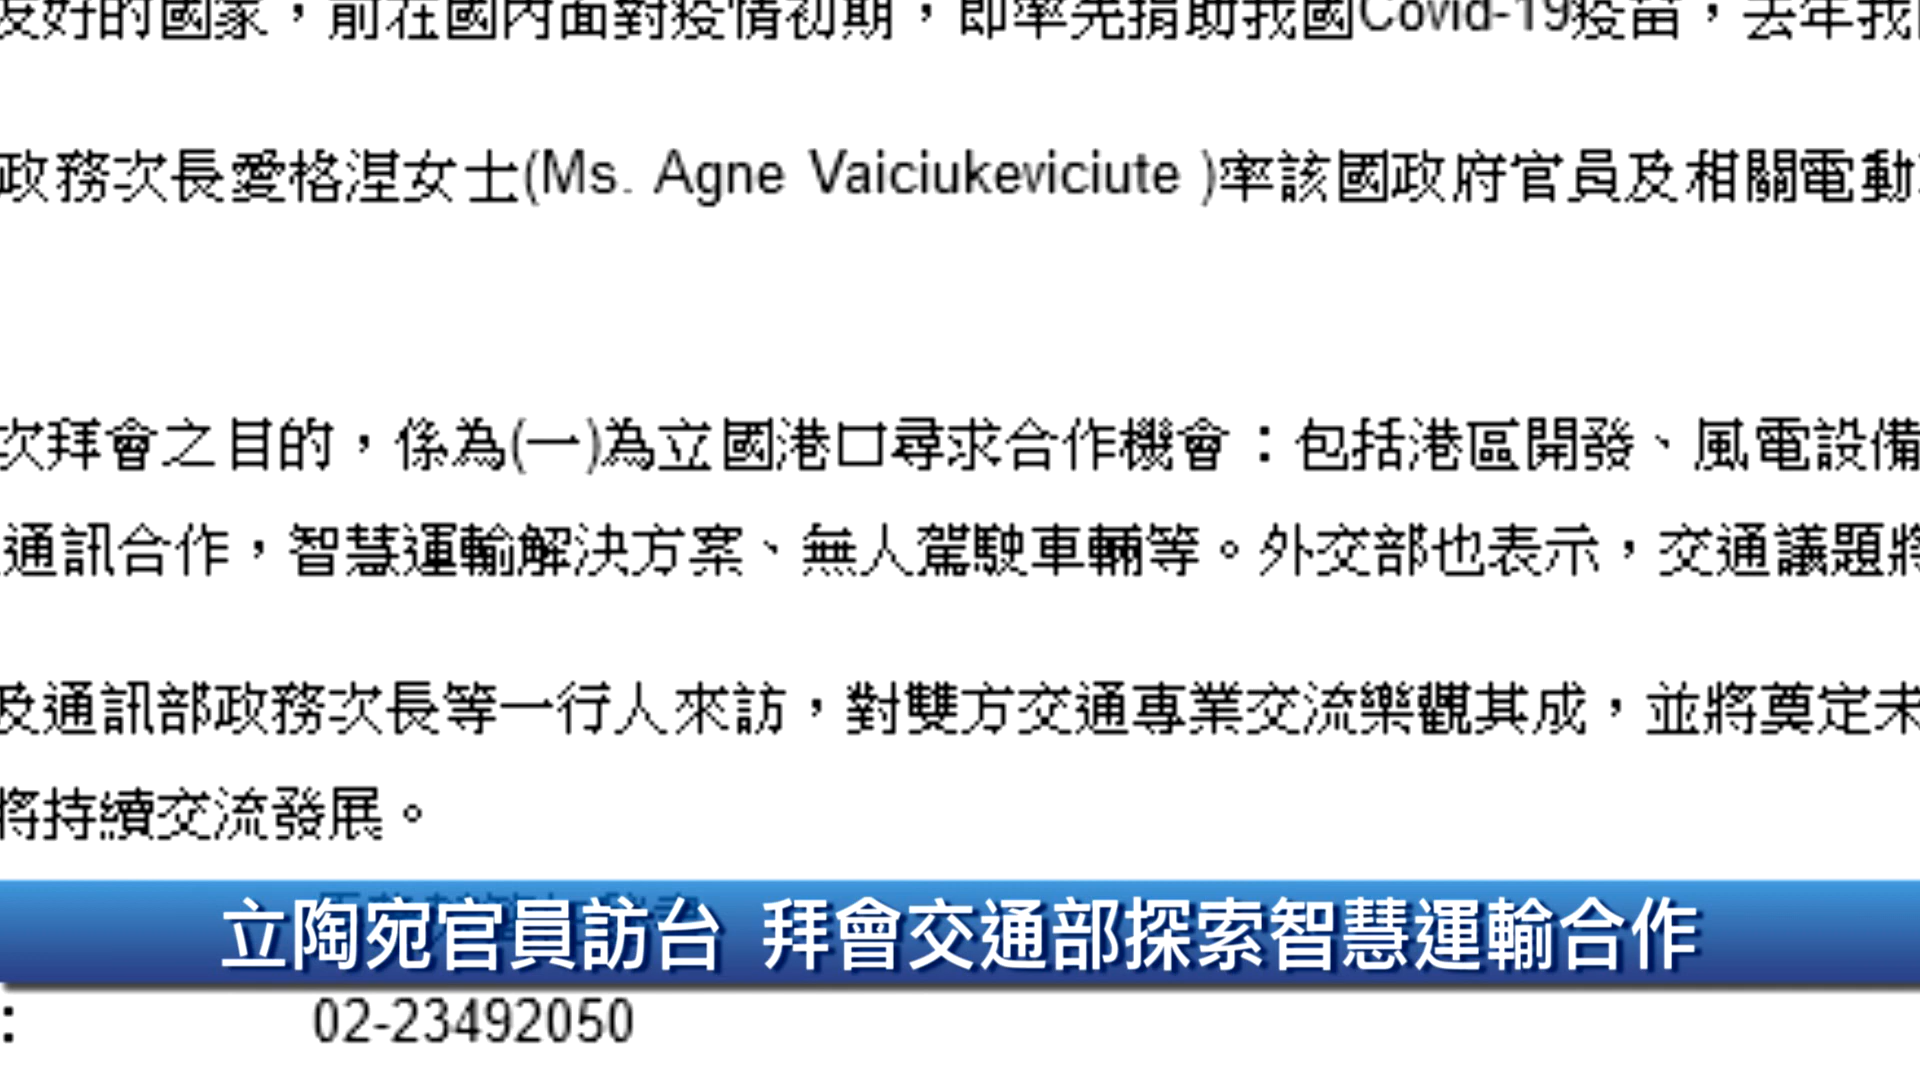 友好的國家，前在國內面對疫情初期，即率先捐助我國Covid-19疫苗，去年我
政務次長愛格涅女士(Ms. Agne Vaiciukeviciute )率該國政府官員及相關電動
次拜會之目的，係為(一)為立國港口尋求合作機會：包括港區開發、風電設備
通訊合作，智慧運輸解決方案、無人駕駛車輛等。外交部也表示，交通議題將
及通訊部政務次長等一行人來訪，對雙方交通專業交流樂觀其成，並將奠定未
將持續交流發展。
立陶宛官員訪台 拜會交通部探索智慧運輸合作
： 02-23492050